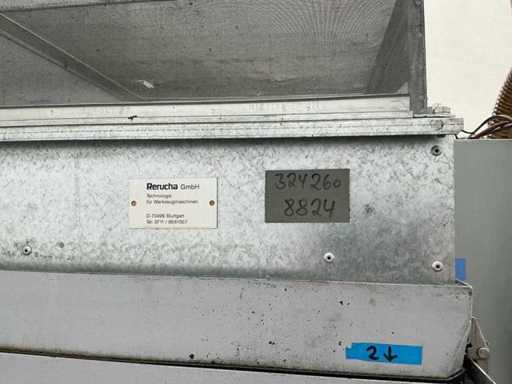 Rerucha GmbH
Technologie
für Werkzeugmaschinen
D-70499 Stuttgart
324260
8824
2↓